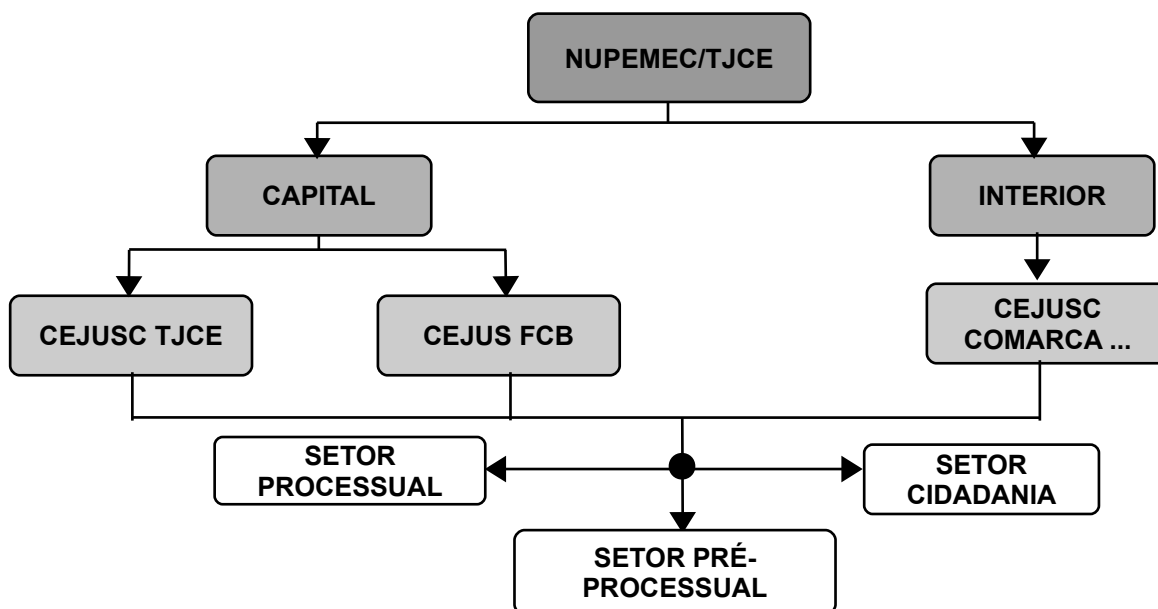 NUPEMEC/TJCE
CAPITAL
INTERIOR
CEJUSC TJCE
CEJUS FCB
CEJUSC
COMARCA ...
SETOR
PROCESSUAL
SETOR
CIDADANIA
SETOR PRÉ-
PROCESSUAL